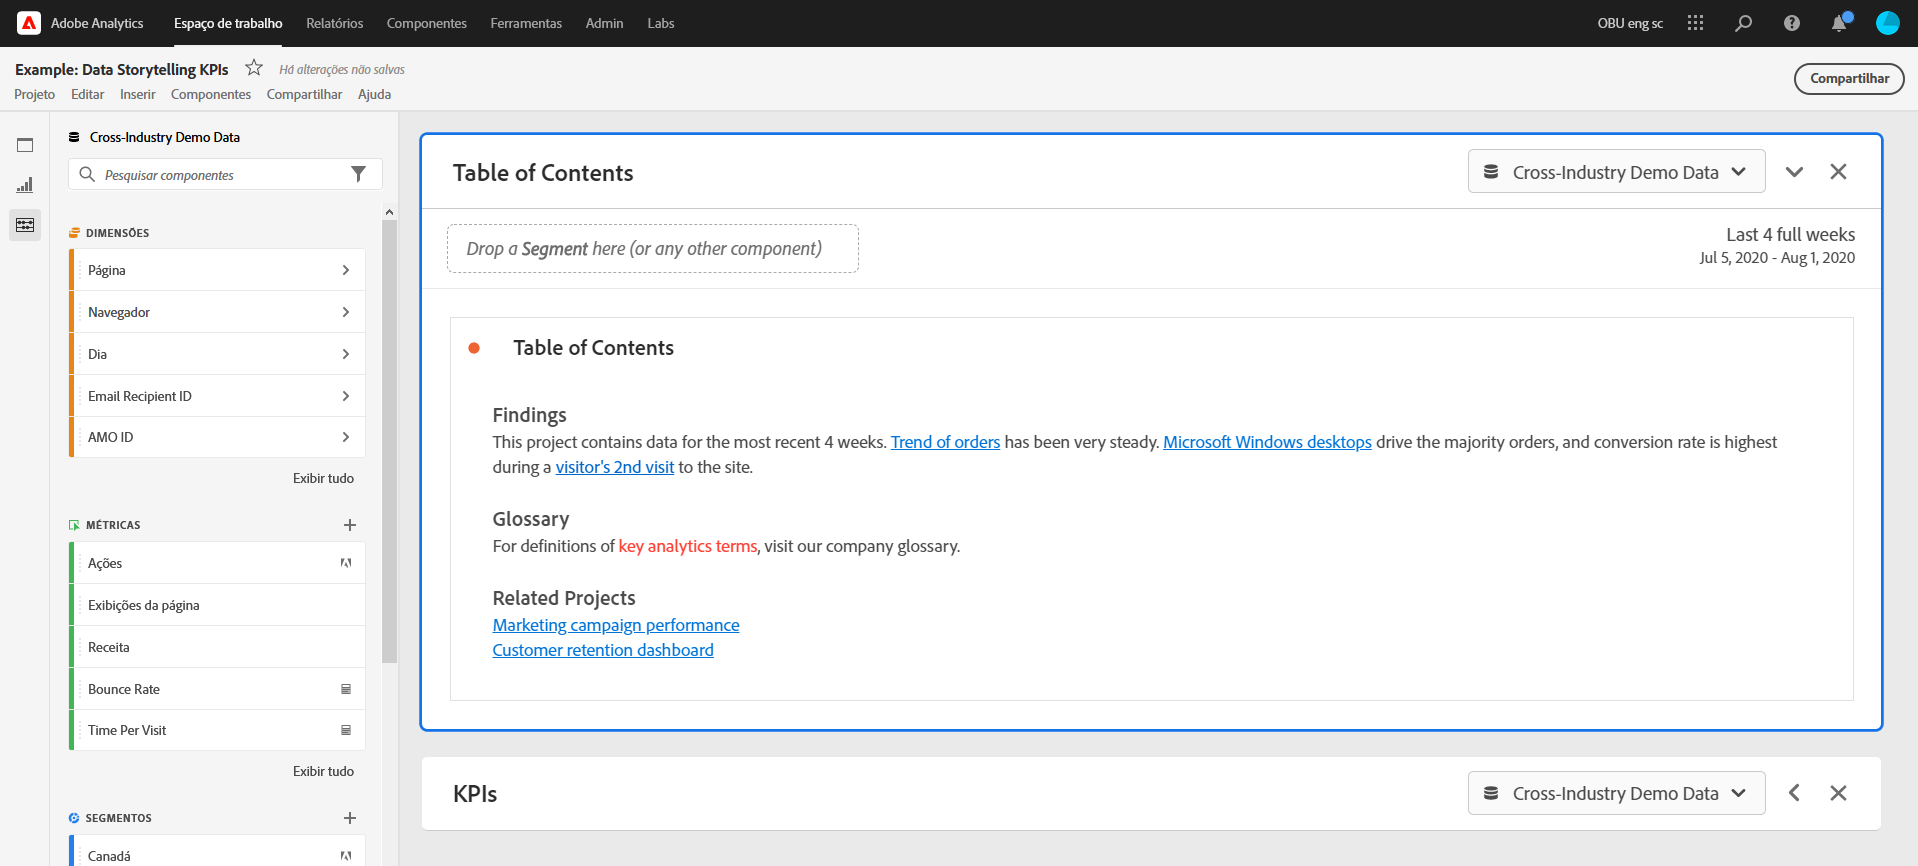 Adobe Analytics Espaço de trabalho Relatórios Componentes Ferramentas Admin Labs OBU eng sc
Example: Data Storytelling KPIs Há alterações não salvas
Compartilhar
Projeto Editar Inserir Componentes Compartilhar Ajuda
Cross-Industry Demo Data
Pesquisar componentes
DIMENSÕES
Página
Navegador
Dia
Email Recipient ID
AMO ID
Exibir tudo
MÉTRICAS
Ações
Exibições da página
Receita
Bounce Rate
Time Per Visit
Exibir tudo
SEGMENTOS
Canadá
Table of Contents Cross-Industry Demo Data
Drop a Segment here (or any other component)
Last 4 full weeks
Jul 5, 2020 - Aug 1, 2020
Table of Contents
Findings
This project contains data for the most recent 4 weeks. Trend of orders has been very steady. Microsoft Windows desktops drive the majority orders, and conversion rate is highest
during a visitor's 2nd visit to the site.
Glossary
For definitions of key analytics terms, visit our company glossary.
Related Projects
Marketing campaign performance
Customer retention dashboard
KPIs Cross-Industry Demo Data